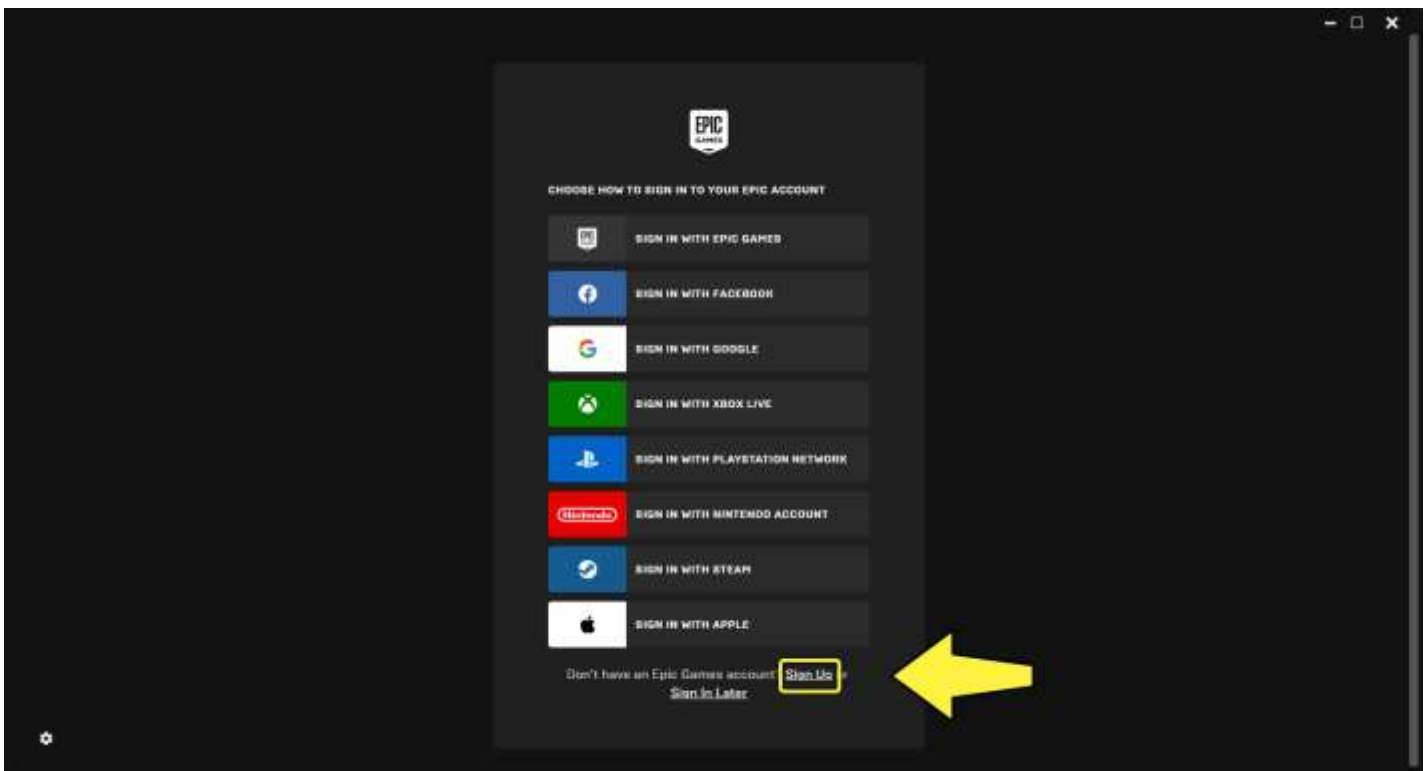 EPIC
GAMES
CHOOSE HOW TO SIGN IN TO YOUR EPIC ACCOUNT
SIGN IN WITH EPIC GAMES
SIGN IN WITH FACEBOOK
SIGN IN WITH GOOGLE
SIGN IN WITH XBOX LIVE
SIGN IN WITH PLAYSTATION NETWORK
Nintendo
SIGN IN WITH NINTENDO ACCOUNT
SIGN IN WITH STEAM
SIGN IN WITH APPLE
Don't have an Epic Games account Sign Up
Sign In Later